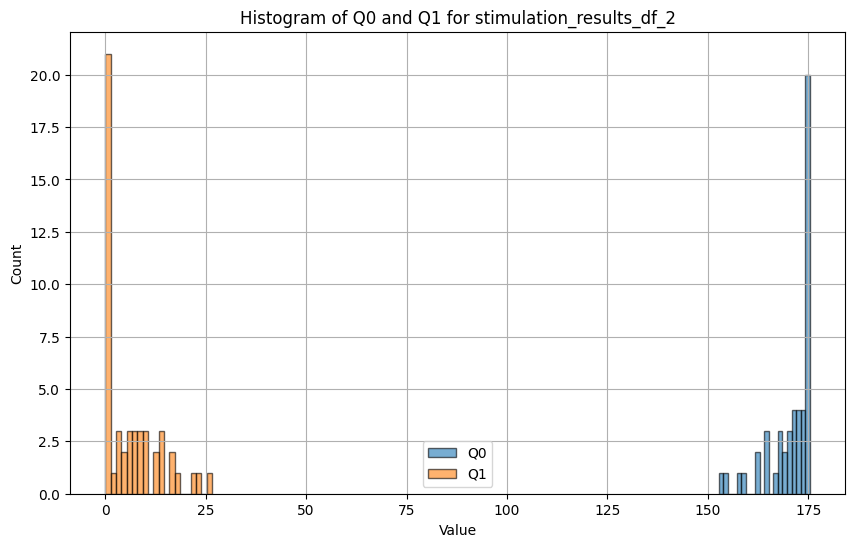 Histogram of Q0 and Q1 for stimulation_results_df_2
Count
20.0
17.5
15.0
12.5
10.0
7.5
5.0
2.5
0.0
Q0
Q1
0 25 50 75 100 125 150 175
Value